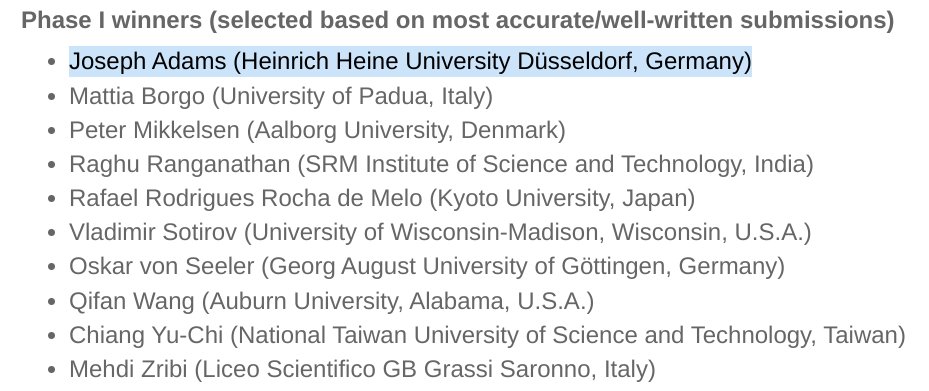 Phase I winners (selected based on most accurate/well-written submissions)
• Joseph Adams (Heinrich Heine University Düsseldorf, Germany)
• Mattia Borgo (University of Padua, Italy)
• Peter Mikkelsen (Aalborg University, Denmark)
• Raghu Ranganathan (SRM Institute of Science and Technology, India)
• Rafael Rodrigues Rocha de Melo (Kyoto University, Japan)
• Vladimir Sotirov (University of Wisconsin-Madison, Wisconsin, U.S.A.)
• Oskar von Seeler (Georg August University of Göttingen, Germany)
• Qifan Wang (Auburn University, Alabama, U.S.A.)
• Chiang Yu-Chi (National Taiwan University of Science and Technology, Taiwan)
• Mehdi Zribi (Liceo Scientifico GB Grassi Saronno, Italy)